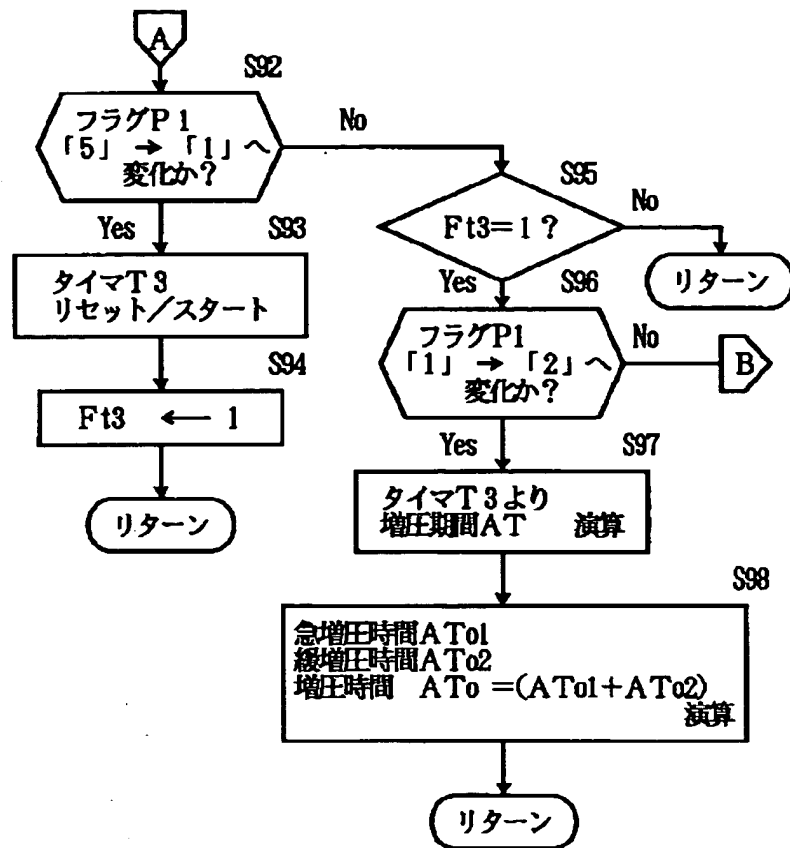 A
S92
フラグP1
「5」→「1」へ
変化か?
No
Yes
S93
タイマT3
リセット/スタート
S94
Ft3 ← 1
リターン
S95
Ft3=1?
No
リターン
Yes
S96
フラグP1
「1」→「2」へ
変化か?
No
B
Yes
S97
タイマT3より
増圧期間AT 演算
S98
急増圧時間ATo1
緩増圧時間ATo2
増圧時間 ATo =(ATo1+ATo2)
演算
リターン